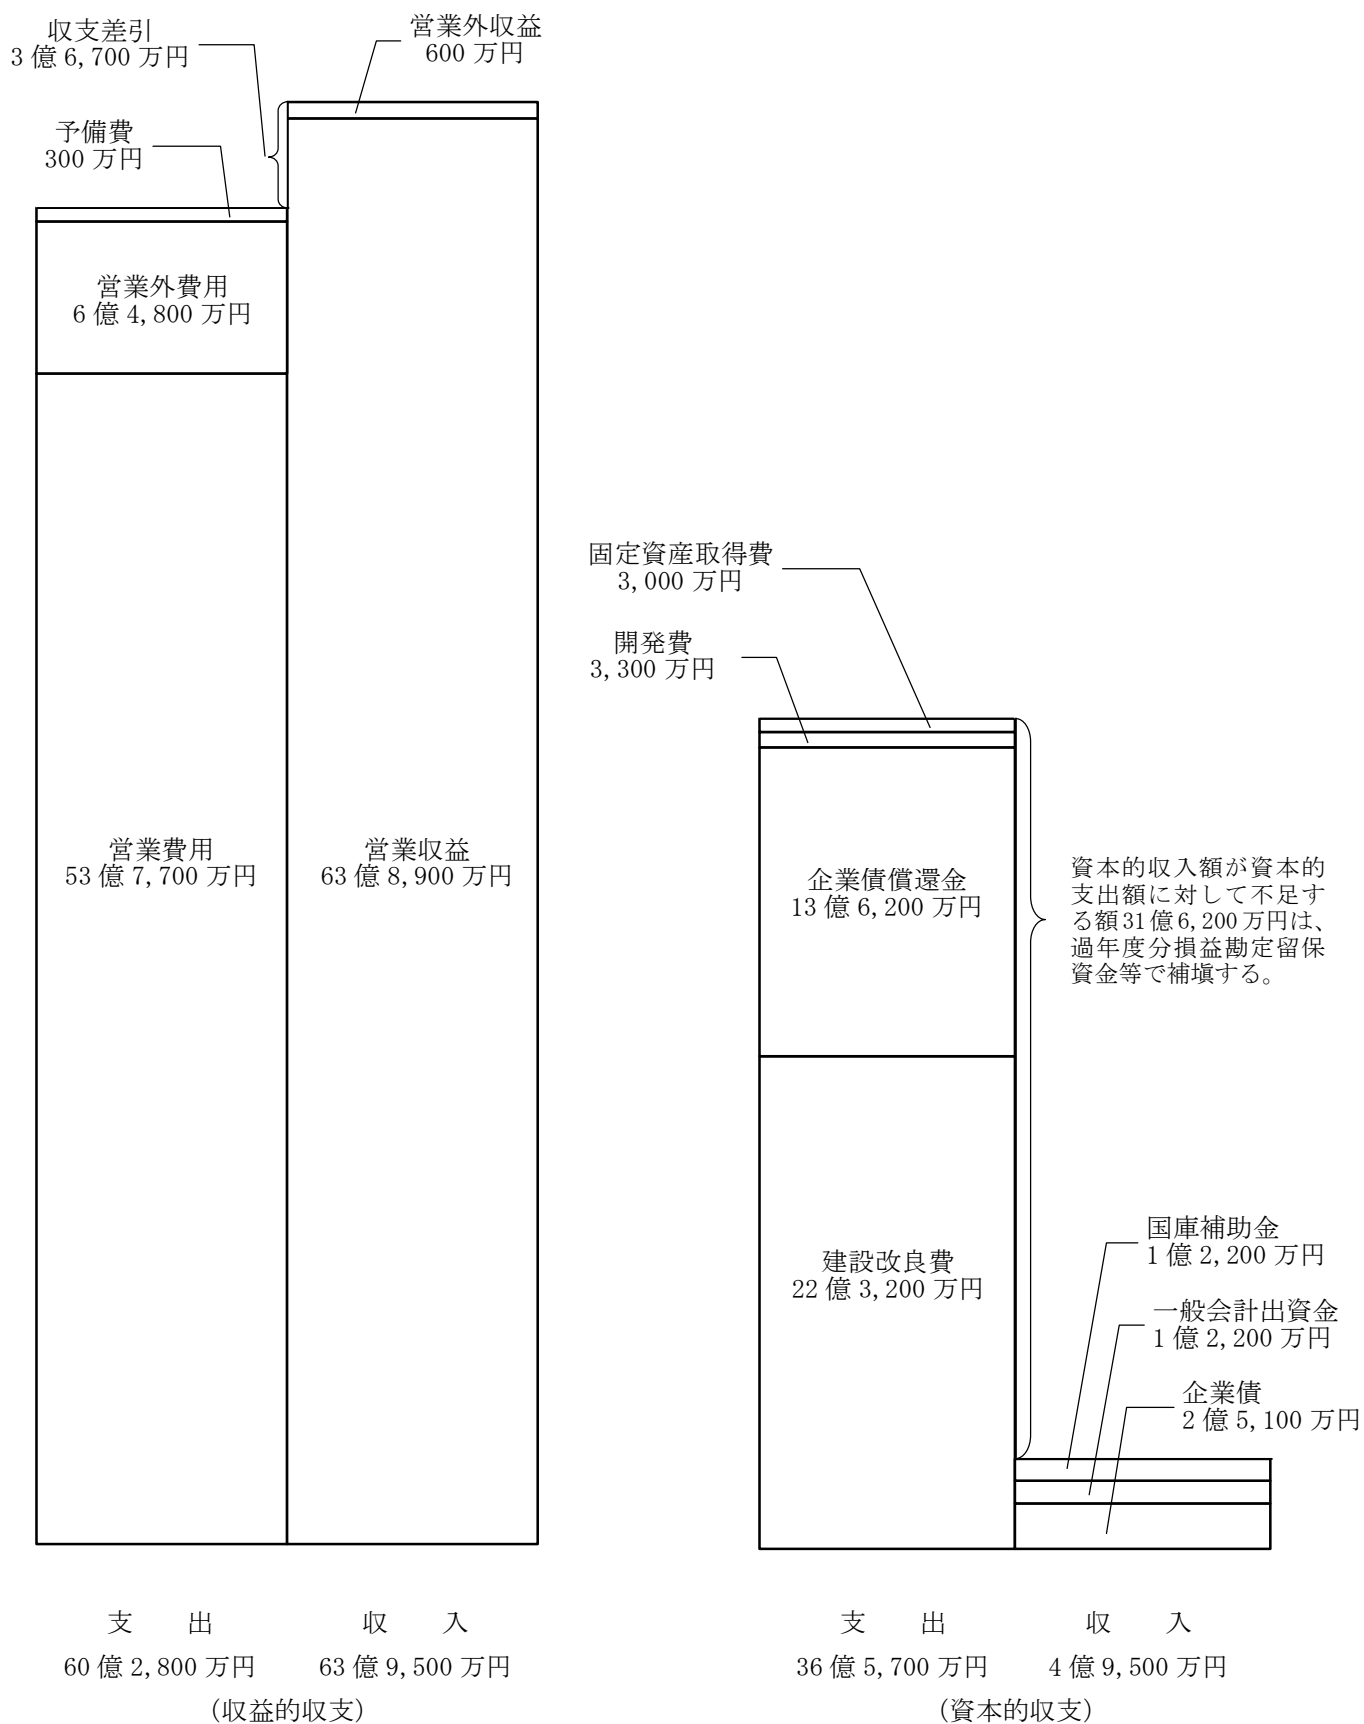 収支差引
3億6,700万円
営業外収益
600万円
予備費
300万円
営業外費用
6億4,800万円
営業費用
53億7,700万円
営業収益
63億8,900万円
支出
収入
60億2,800万円
63億9,500万円
(収益的収支)
固定資産取得費
3,000万円
開発費
3,300万円
企業債償還金
13億6,200万円
資本的収入額が資本的
支出額に対して不足す
る額31億6,200万円は、
過年度分損益勘定留保
資金等で補塡する。
建設改良費
22億3,200万円
国庫補助金
1億2,200万円
一般会計出資金
1億2,200万円
企業債
2億5,100万円
支出
収入
36億5,700万円
4億9,500万円
(資本的収支)